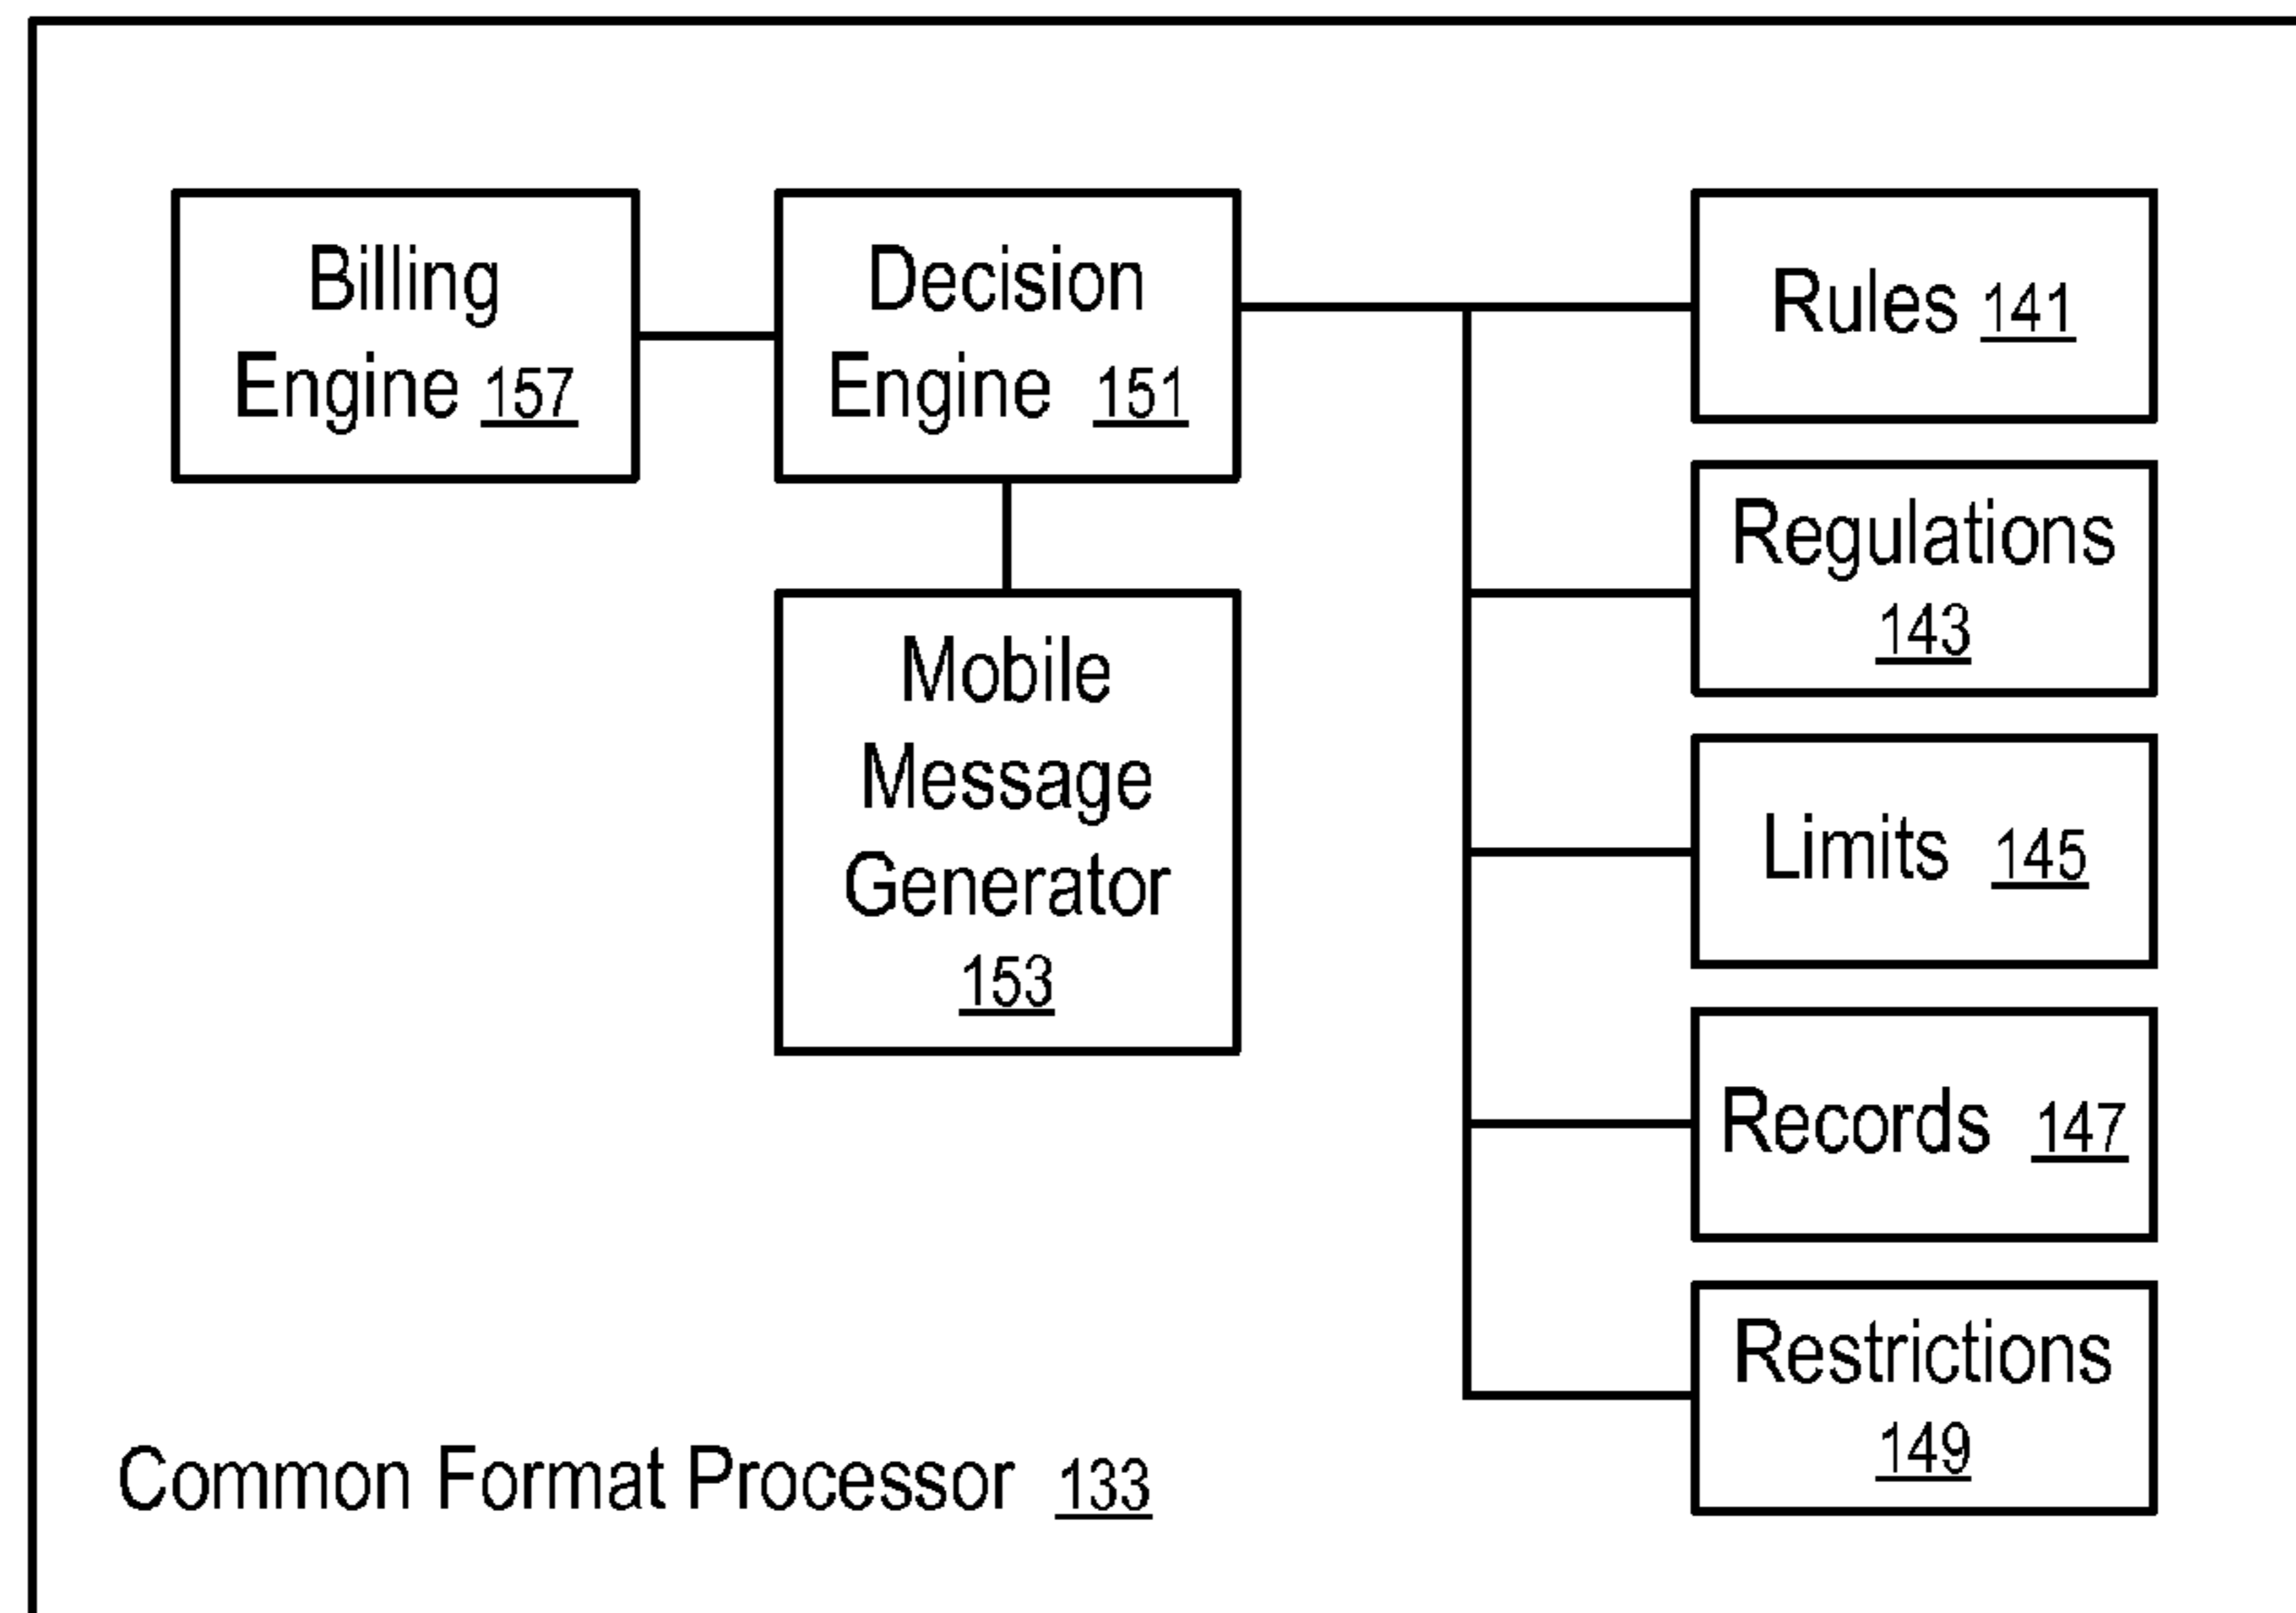 Billing
Engine 157
Decision
Engine 151
Mobile
Message
Generator
153
Rules 141
Regulations
143
Limits 145
Records 147
Restrictions
149
Common Format Processor 133